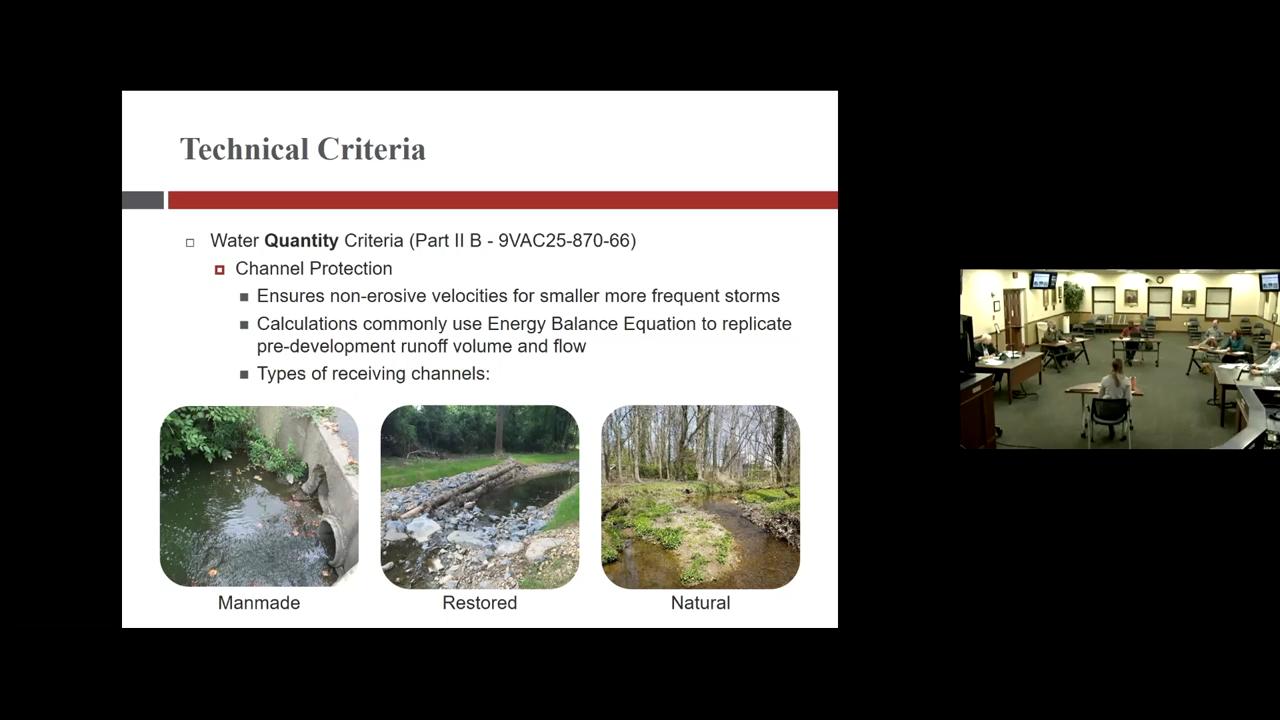 Technical Criteria
Water Quantity Criteria (Part II B - 9VAC25-870-66)
Channel Protection
Ensures non-erosive velocities for smaller more frequent storms
Calculations commonly use Energy Balance Equation to replicate
pre-development runoff volume and flow
Types of receiving channels:
Manmade
Restored
Natural